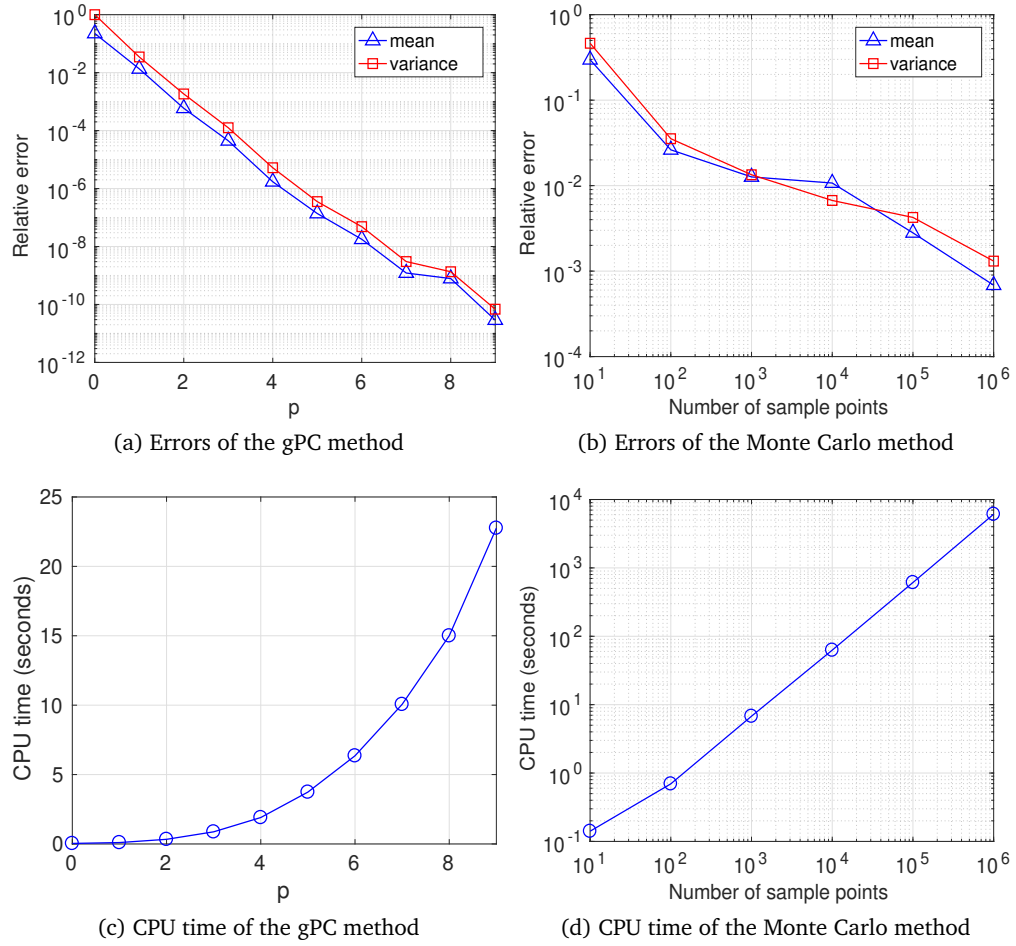 10^0
10^-2
10^-4
10^-6
10^-8
10^-10
10^-12
Relative error
mean
variance
0 2 4 6 8
p
(a) Errors of the gPC method
10^0
10^-1
10^-2
10^-3
10^-4
Relative error
mean
variance
10^1 10^2 10^3 10^4 10^5 10^6
Number of sample points
(b) Errors of the Monte Carlo method
25
20
15
10
5
0
CPU time (seconds)
0 2 4 6 8
p
(c) CPU time of the gPC method
10^4
10^3
10^2
10^1
10^0
10^-1
CPU time (seconds)
10^1 10^2 10^3 10^4 10^5 10^6
Number of sample points
(d) CPU time of the Monte Carlo method